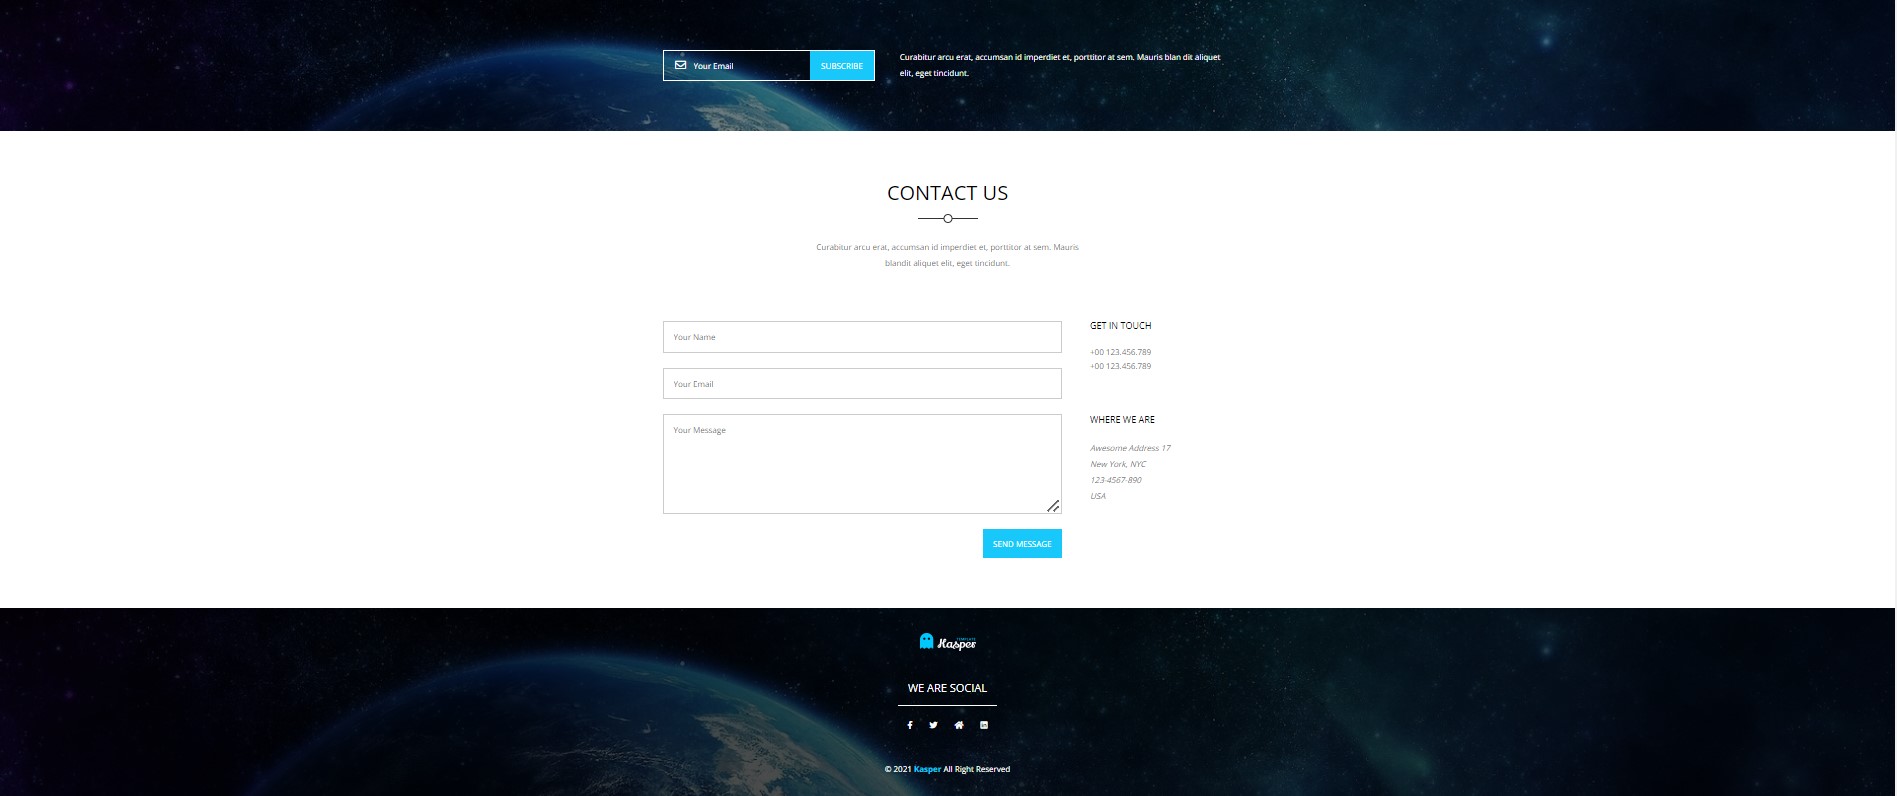 Your Email
SUBSCRIBE
Curabitur arcu erat, accumsan id imperdiet et, porttitor at sem. Mauris blan dit aliquet
elit, eget tincidunt.
CONTACT US
Curabitur arcu erat, accumsan id imperdiet et, porttitor at sem. Mauris
blandit aliquet elit, eget tincidunt.
Your Name
Your Email
Your Message
SEND MESSAGE
GET IN TOUCH
+00 123.456.789
+00 123.456.789
WHERE WE ARE
Awesome Address 17
New York, NYC
123-4567-890
USA
TEMPLATE
Kasper
WE ARE SOCIAL
© 2021 Kasper All Right Reserved